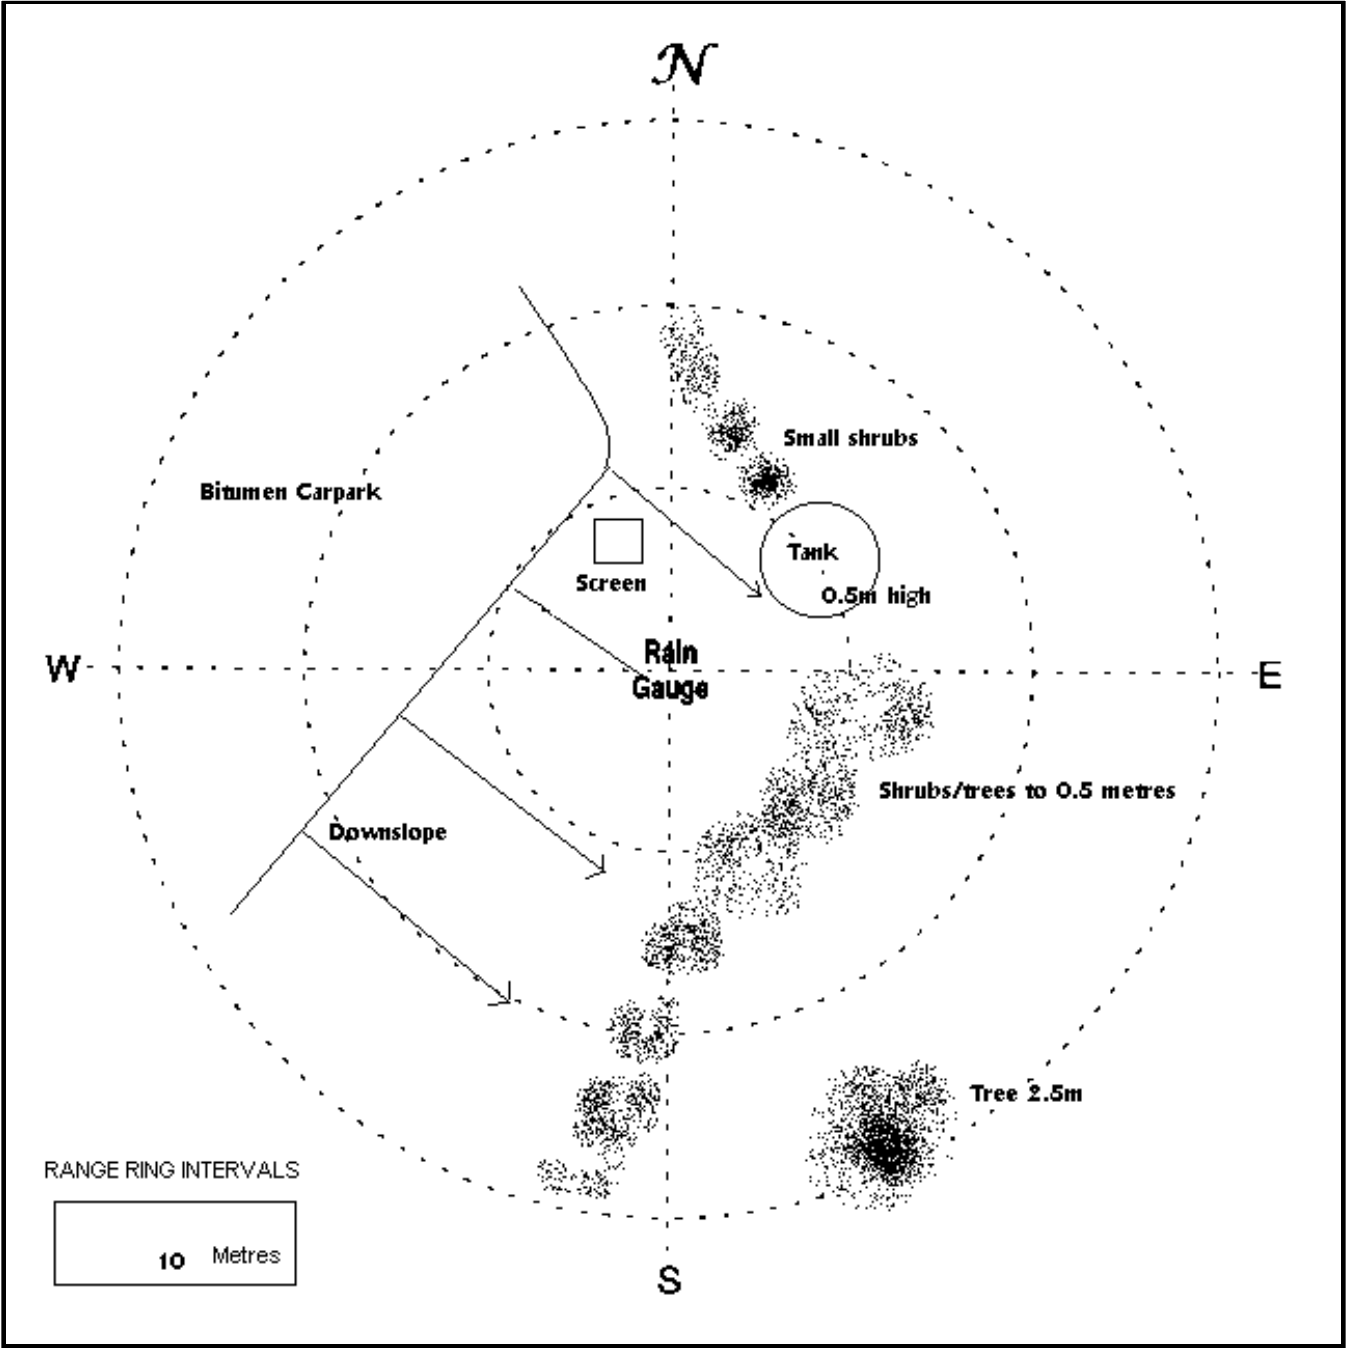 N
Small shrubs
Bitumen Carpark
Tank
Screen
0.5m high
Rain
Gauge
W
E
Shrubs/trees to 0.5 metres
Downslope
Tree 2.5m
RANGE RING INTERVALS
10 Metres
S